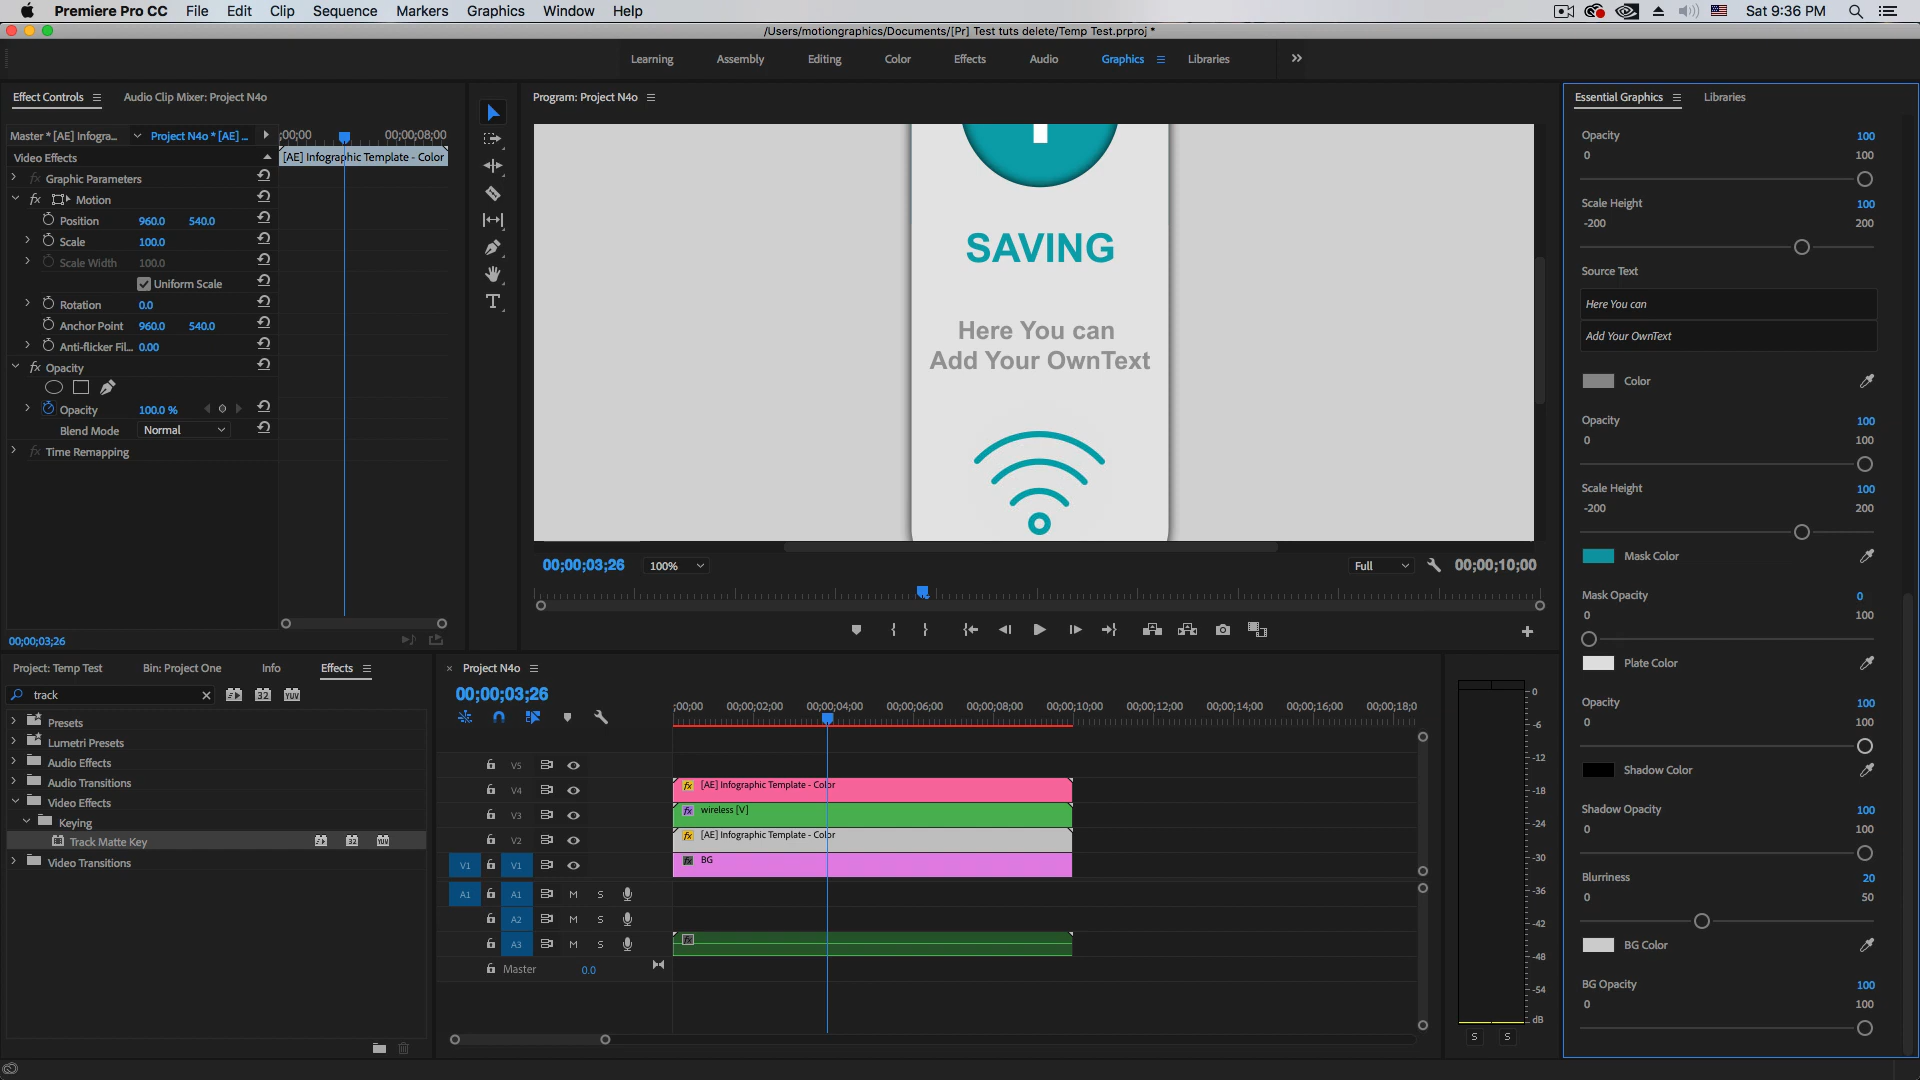 Premiere Pro CC File Edit Clip Sequence Markers Graphics Window Help Sat 9:36 PM
/Users/motiongraphics/Documents/[Pr] Test tuts delete/Temp Test.prproj *
Learning Assembly Editing Color Effects Audio Graphics Libraries
Effect Controls Audio Clip Mixer: Project N4o
Master * [AE] Infogra... Project N4o * [AE] ... ;00;00 00;00;08;00
Video Effects [AE] Infographic Template - Color
fx Graphic Parameters
fx Motion
Position 960.0 540.0
Scale 100.0
Scale Width 100.0
Uniform Scale
Rotation 0.0
Anchor Point 960.0 540.0
Anti-flicker Fil... 0.00
fx Opacity
Opacity 100.0 %
Blend Mode Normal
fx Time Remapping
00;00;03;26
Program: Project N4o
SAVING
Here You can
Add Your OwnText
00;00;03;26 100% Full 00;00;10;00
Essential Graphics Libraries
Opacity 100
0 100
Scale Height 100
-200 200
Source Text
Here You can
Add Your OwnText
Color
Opacity 100
0 100
Scale Height 100
-200 200
Mask Color
Mask Opacity 0
0 100
Plate Color
Opacity 100
0 100
Shadow Color
Shadow Opacity 100
0 100
Blurriness 20
0 50
BG Color
BG Opacity 100
0 100
Project: Temp Test Bin: Project One Info Effects
track 32 YUV
Presets
Lumetri Presets
Audio Effects
Audio Transitions
Video Effects
Keying
Track Matte Key 32 YUV
Video Transitions
Project N4o
00;00;03;26
;00;00 00;00;02;00 00;00;04;00 00;00;06;00 00;00;08;00 00;00;10;00 00;00;12;00 00;00;14;00 00;00;16;00 00;00;18;0
V5
V4 fx [AE] Infographic Template - Color
V3 fx wireless [V]
V2 fx [AE] Infographic Template - Color
V1 V1 fx BG
A1 A1 M S
A2 M S
A3 M S fx
Master 0.0
0
-6
-12
-18
-24
-30
-36
-42
-48
-54
dB
S S